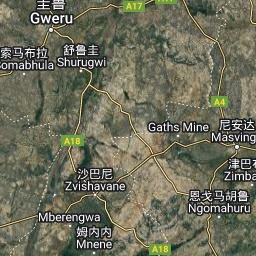 圭鲁
Gweru
A17
舒鲁圭
Shurugwi
索马布拉
Somabhula
A4
Gaths Mine
尼安达
Masving
A18
津巴布
Zimba
沙巴尼
Zvishavane
恩戈马胡鲁
Ngomahuru
Mberengwa
姆内内
Mnene
A18